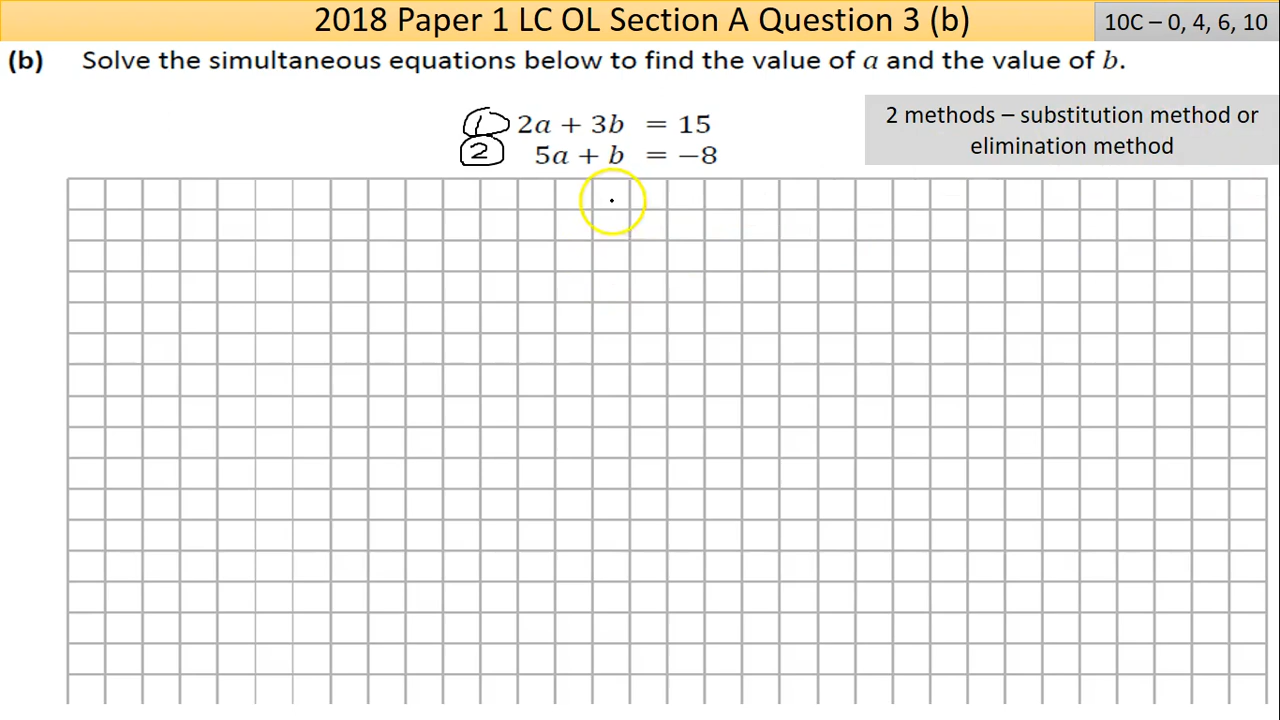 2018 Paper 1 LC OL Section A Question 3 (b)
10C – 0, 4, 6, 10
(b) Solve the simultaneous equations below to find the value of a and the value of b.
1 2a + 3b = 15
2 5a + b = −8
2 methods – substitution method or
elimination method